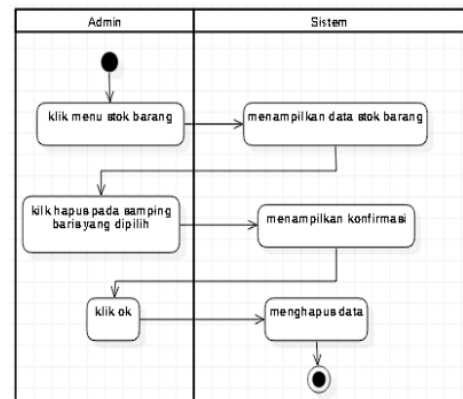 Admin
Sistem
klik menu stok barang
menampilkan data stok barang
kilk hapus pada samping
baris yang dipilih
menampilkan konfirmasi
klik ok
menghapus data